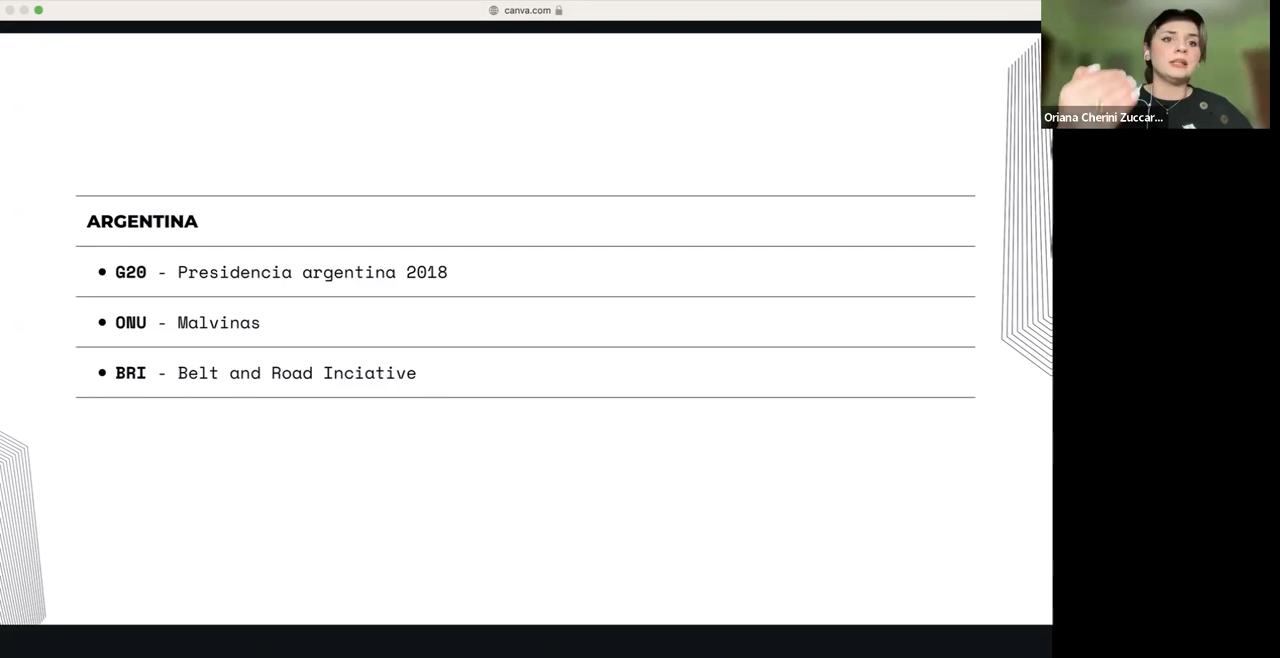 canva.com
Oriana Cherini Zuccar...
ARGENTINA
• G20 - Presidencia argentina 2018
• ONU - Malvinas
• BRI - Belt and Road Inciative